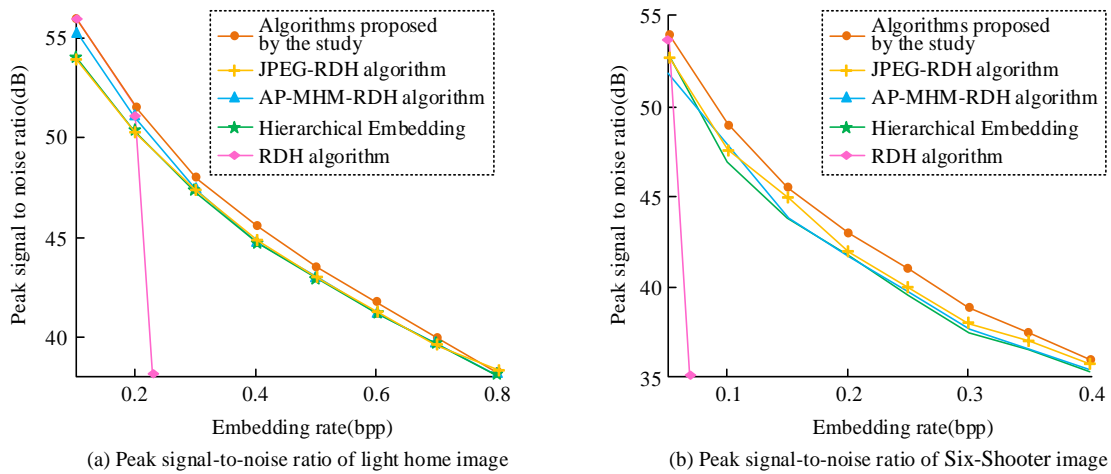 Peak signal to noise ratio(dB)
55
50
45
40
0.2
0.4
0.6
0.8
Embedding rate(bpp)
Algorithms proposed
by the study
JPEG-RDH algorithm
AP-MHM-RDH algorithm
Hierarchical Embedding
RDH algorithm
(a) Peak signal-to-noise ratio of light home image
Peak signal to noise ratio(dB)
55
50
45
40
35
0.1
0.2
0.3
0.4
Embedding rate(bpp)
Algorithms proposed
by the study
JPEG-RDH algorithm
AP-MHM-RDH algorithm
Hierarchical Embedding
RDH algorithm
(b) Peak signal-to-noise ratio of Six-Shooter image